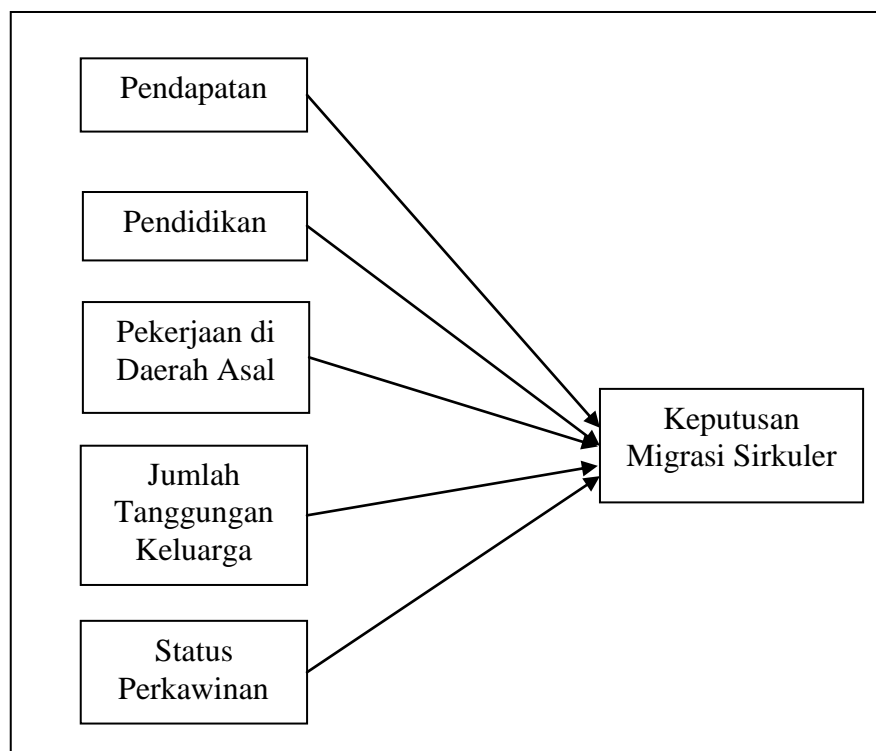 Pendapatan
Pendidikan
Pekerjaan di
Daerah Asal
Jumlah
Tanggungan
Keluarga
Status
Perkawinan
Keputusan
Migrasi Sirkuler